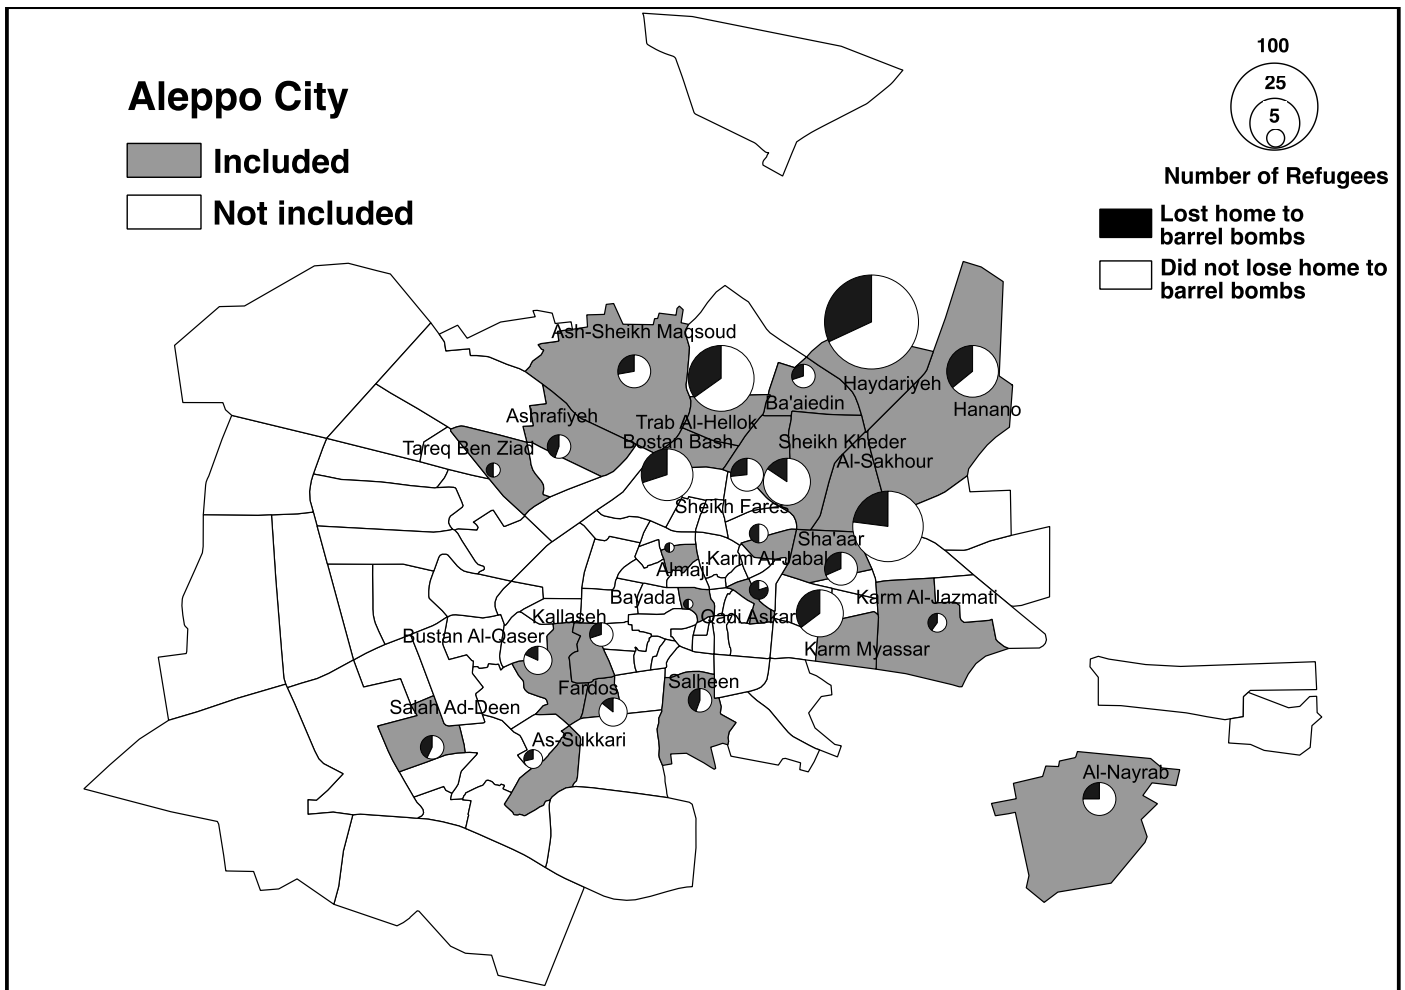 Aleppo City
Included
Not included
100
25
5
Number of Refugees
Lost home to
barrel bombs
Did not lose home to
barrel bombs
Ash-Sheikh Maqsoud
Haydariyeh
Hanano
Ba'aiedin
Ashrafiyeh
Trab Al-Hellok
Bostan Bash
Sheikh Kheder
Tareq Ben Ziad
Al-Sakhour
Sheikh Fares
Sha'aar
Karm Al-Jabal
Almaji
Bayada
Karm Al-Jazmati
Kallaseh
Qadi Askar
Bustan Al-Qaser
Karm Myassar
Fardos
Salheen
Salah Ad-Deen
As-Sukkari
Al-Nayrab